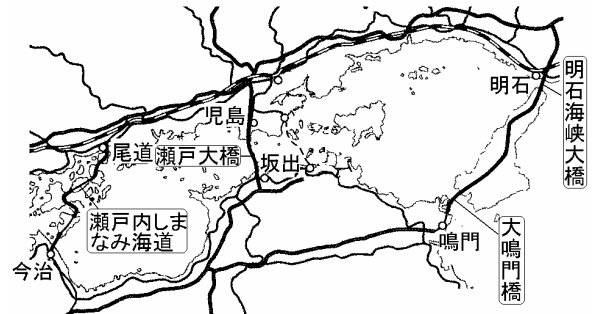 明石
明石海峡大橋
児島
尾道
瀬戸大橋
坂出
瀬戸内しま
なみ海道
鳴門
大鳴門橋
今治